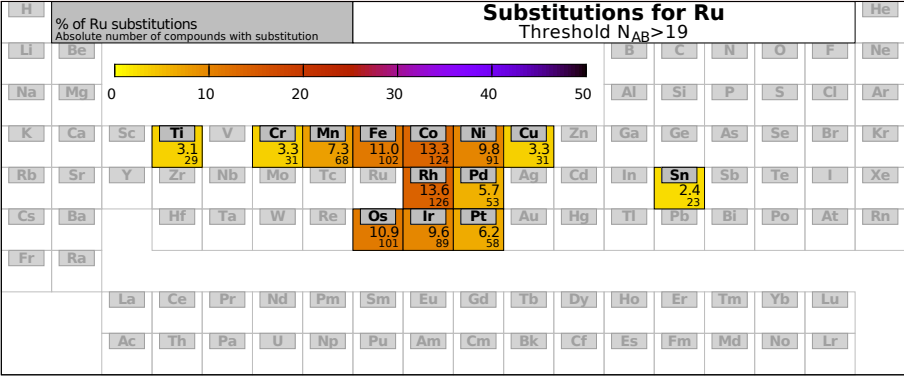 H
% of Ru substitutions
Absolute number of compounds with substitution
Substitutions for Ru
Threshold N_AB>19
He
Li Be B C N O F Ne
0 10 20 30 40 50
Na Mg Al Si P S Cl Ar
K Ca Sc Ti V Cr Mn Fe Co Ni Cu Zn Ga Ge As Se Br Kr
3.1 3.3 7.3 11.0 13.3 9.8 3.3
29 31 68 102 124 91 31
Rb Sr Y Zr Nb Mo Tc Ru Rh Pd Ag Cd In Sn Sb Te I Xe
13.6 5.7 2.4
126 53 23
Cs Ba Hf Ta W Re Os Ir Pt Au Hg Tl Pb Bi Po At Rn
10.9 9.6 6.2
101 89 58
Fr Ra
La Ce Pr Nd Pm Sm Eu Gd Tb Dy Ho Er Tm Yb Lu
Ac Th Pa U Np Pu Am Cm Bk Cf Es Fm Md No Lr